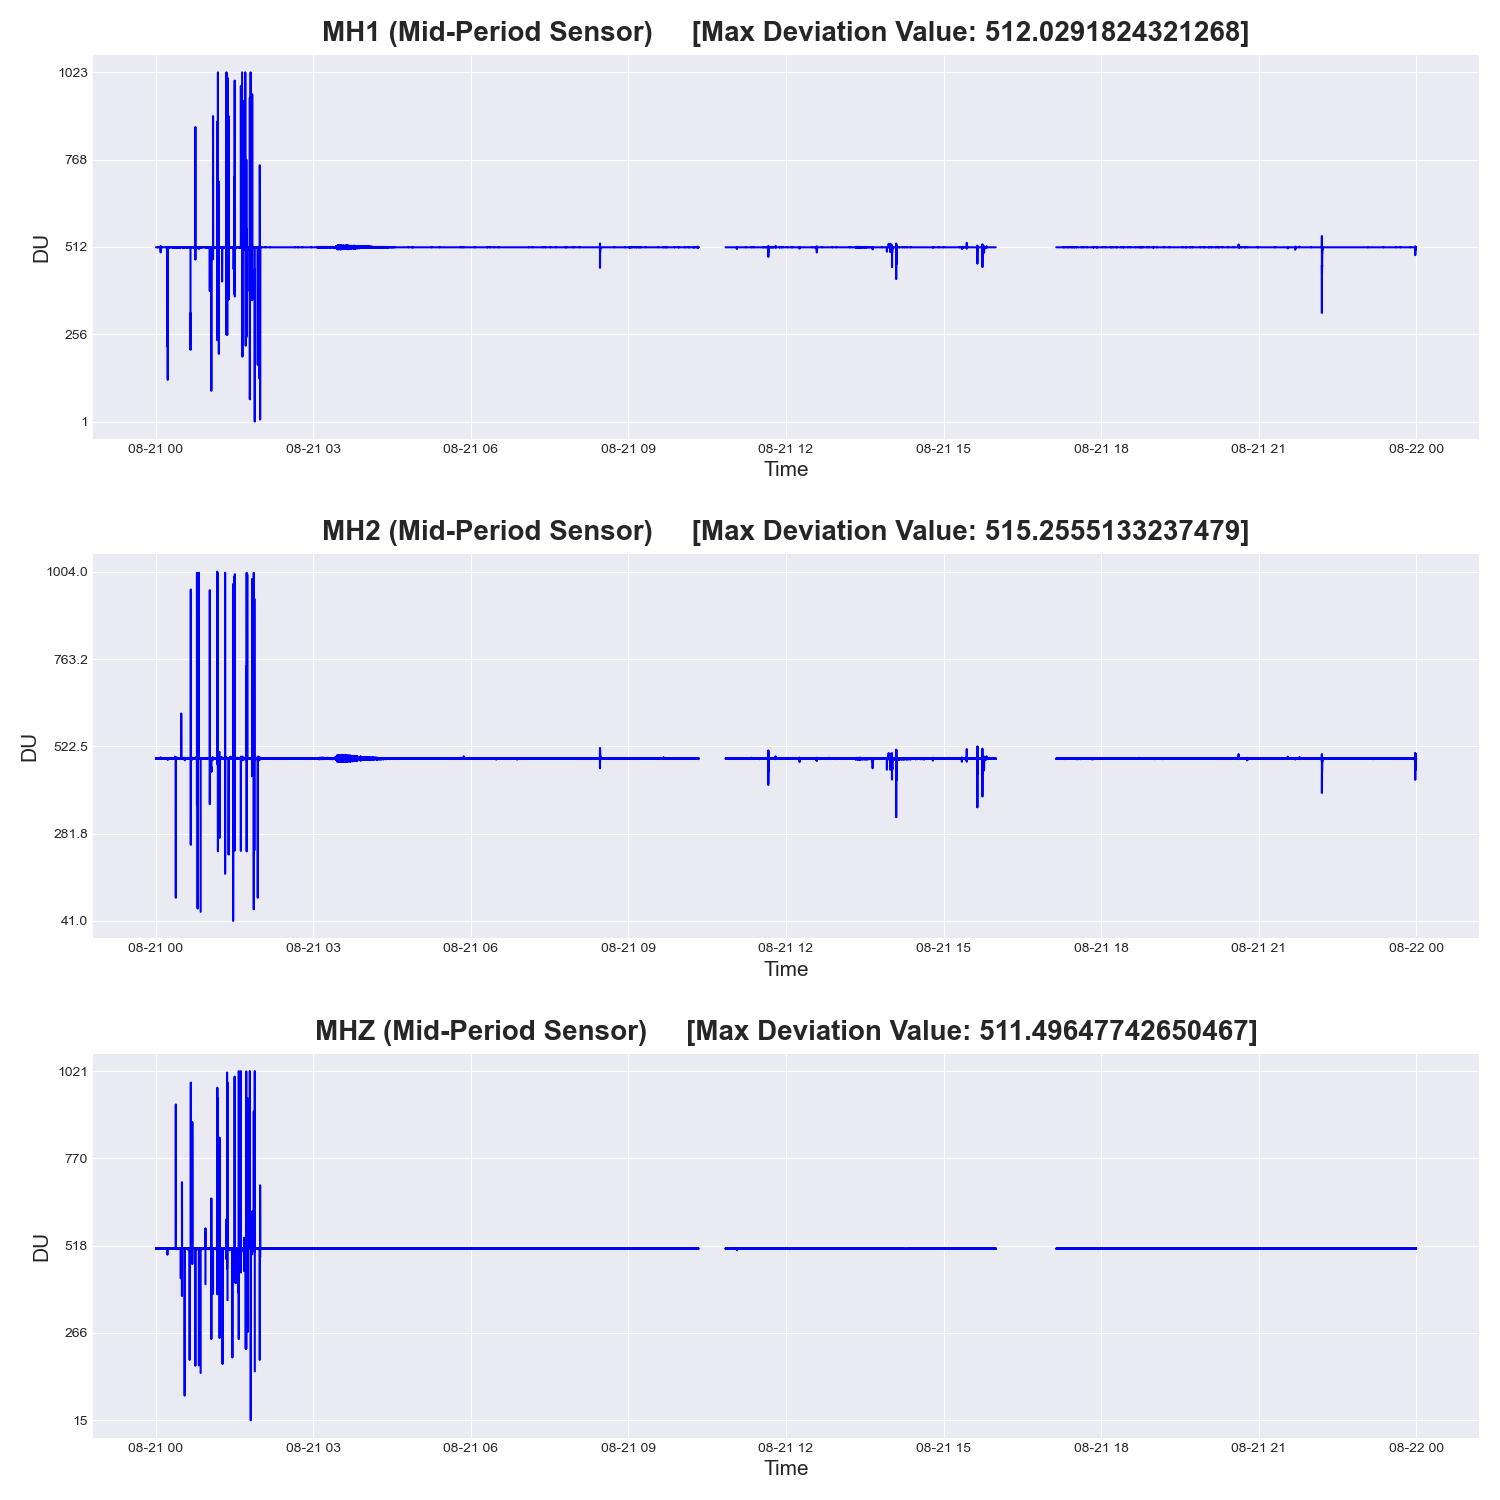 MH1 (Mid-Period Sensor) [Max Deviation Value: 512.0291824321268]
1023
768
512
256
1
DU
08-21 00 08-21 03 08-21 06 08-21 09 08-21 12 08-21 15 08-21 18 08-21 21 08-22 00
Time
MH2 (Mid-Period Sensor) [Max Deviation Value: 515.2555133237479]
1004.0
763.2
522.5
281.8
41.0
DU
08-21 00 08-21 03 08-21 06 08-21 09 08-21 12 08-21 15 08-21 18 08-21 21 08-22 00
Time
MHZ (Mid-Period Sensor) [Max Deviation Value: 511.49647742650467]
1021
770
518
266
15
DU
08-21 00 08-21 03 08-21 06 08-21 09 08-21 12 08-21 15 08-21 18 08-21 21 08-22 00
Time